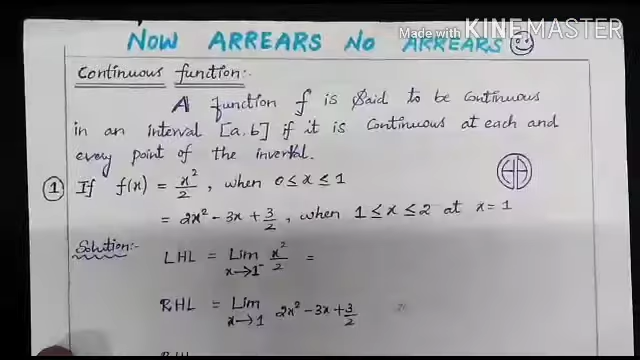 Made with KINEMASTER
NOW ARREARS NO ARREARS
Continuous function:-
A function f is Said to be continuous
in an interval [a,b] if it is continuous at each and
every point of the inverval.
① If f(x) = x²/2, when 0 ≤ x ≤ 1
= 2x² - 3x + 3/2, when 1 ≤ x ≤ 2 at x = 1
Solution:-
LHL = Lim x→1⁻ x²/2 =
RHL = Lim x→1 2x² - 3x + 3/2